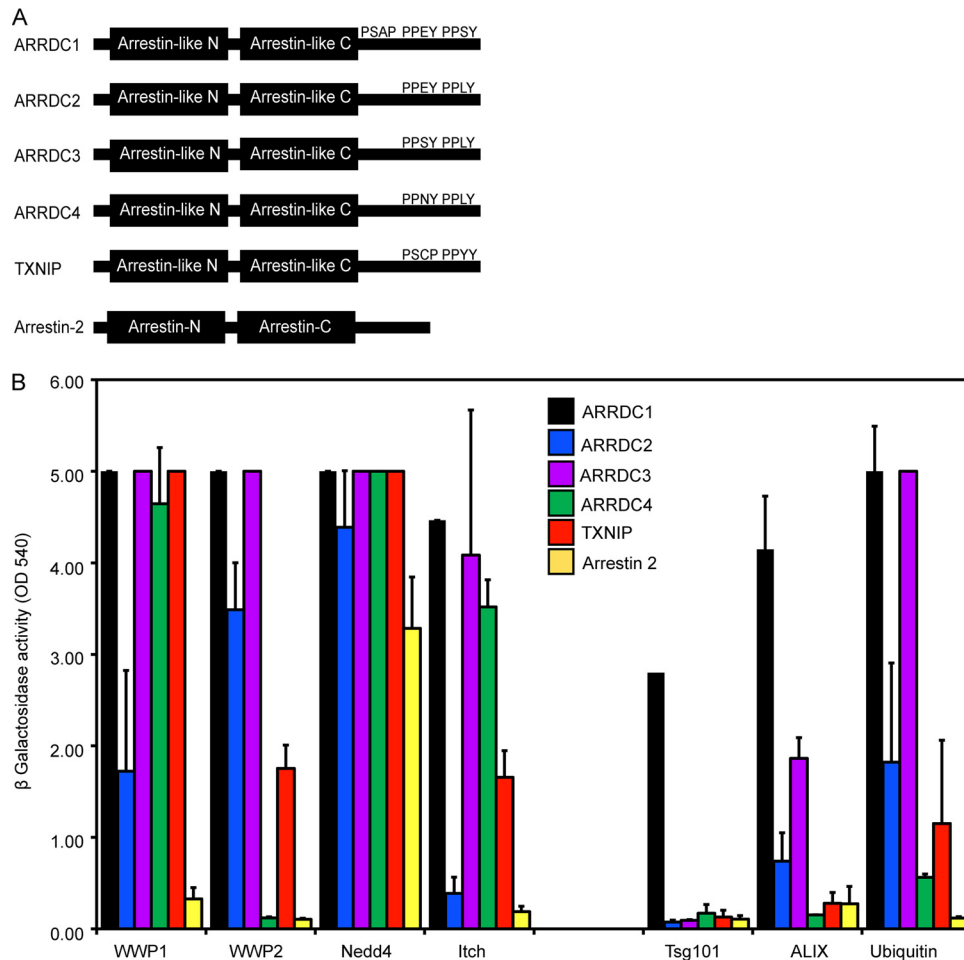 A
PSAP PPEY PPSY
ARRDC1 Arrestin-like N Arrestin-like C
PPEY PPLY
ARRDC2 Arrestin-like N Arrestin-like C
PPSY PPLY
ARRDC3 Arrestin-like N Arrestin-like C
PPNY PPLY
ARRDC4 Arrestin-like N Arrestin-like C
PSCP PPYY
TXNIP Arrestin-like N Arrestin-like C
Arrestin-2 Arrestin-N Arrestin-C
B
β Galactosidase activity (OD 540)
6.00
5.00
4.00
3.00
2.00
1.00
0.00
ARRDC1
ARRDC2
ARRDC3
ARRDC4
TXNIP
Arrestin 2
WWP1 WWP2 Nedd4 Itch Tsg101 ALIX Ubiquitin